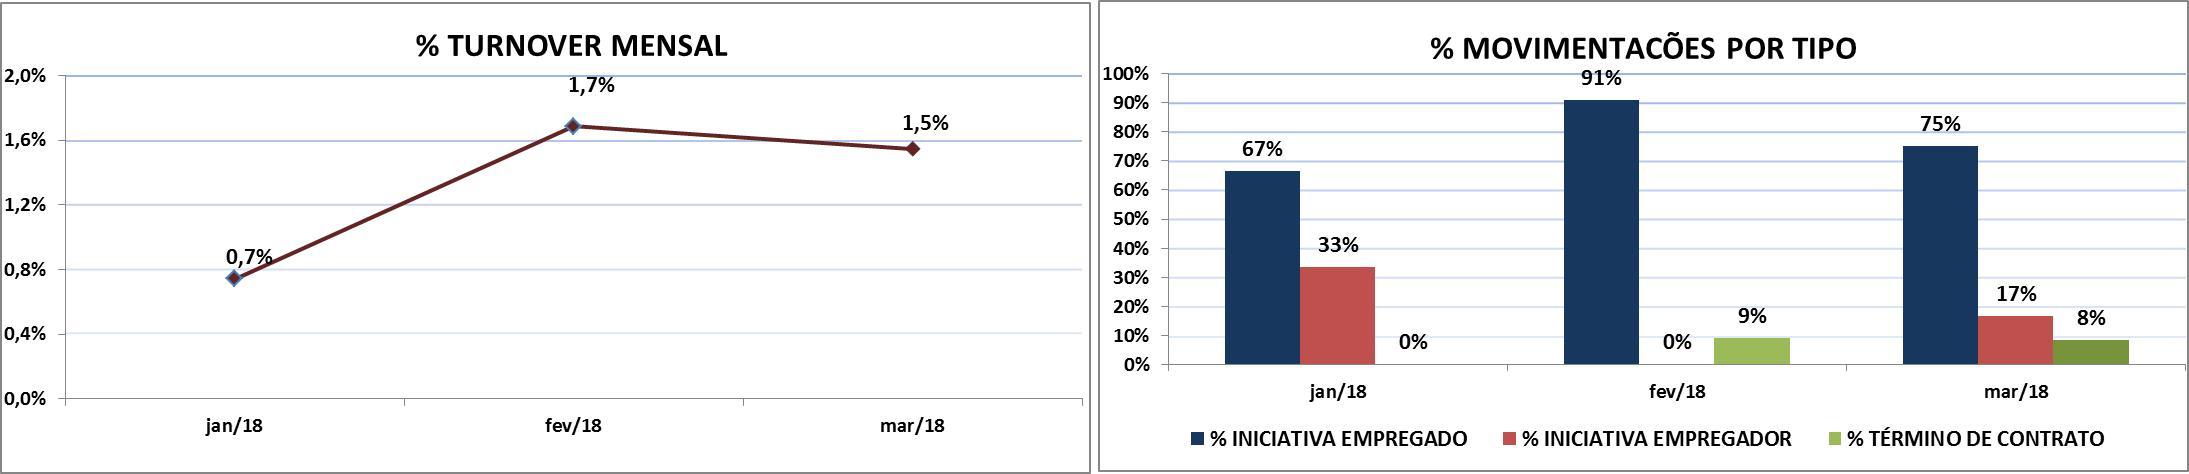 % TURNOVER MENSAL
2,0%
1,6%
1,2%
0,8%
0,4%
0,0%
0,7%
1,7%
1,5%
jan/18
fev/18
mar/18
% MOVIMENTACÕES POR TIPO
100%
90%
80%
70%
60%
50%
40%
30%
20%
10%
0%
67%
33%
0%
91%
0%
9%
75%
17%
8%
jan/18
fev/18
mar/18
% INICIATIVA EMPREGADO
% INICIATIVA EMPREGADOR
% TÉRMINO DE CONTRATO